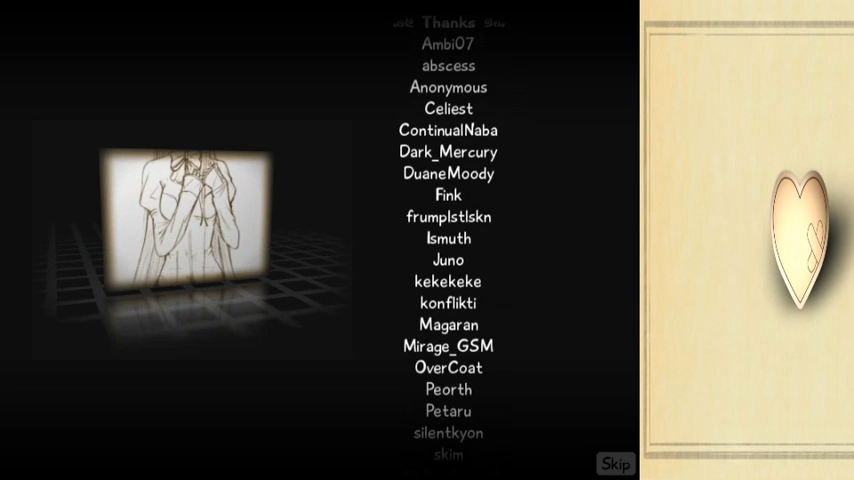 Thanks
Ambi07
abscess
Anonymous
Celiest
ContinualNaba
Dark_Mercury
DuaneMoody
Fink
frumplstlskn
Ismuth
Juno
kekekeke
konflikti
Magaran
Mirage_GSM
OverCoat
Peorth
Petaru
silentkyon
skim
Skip